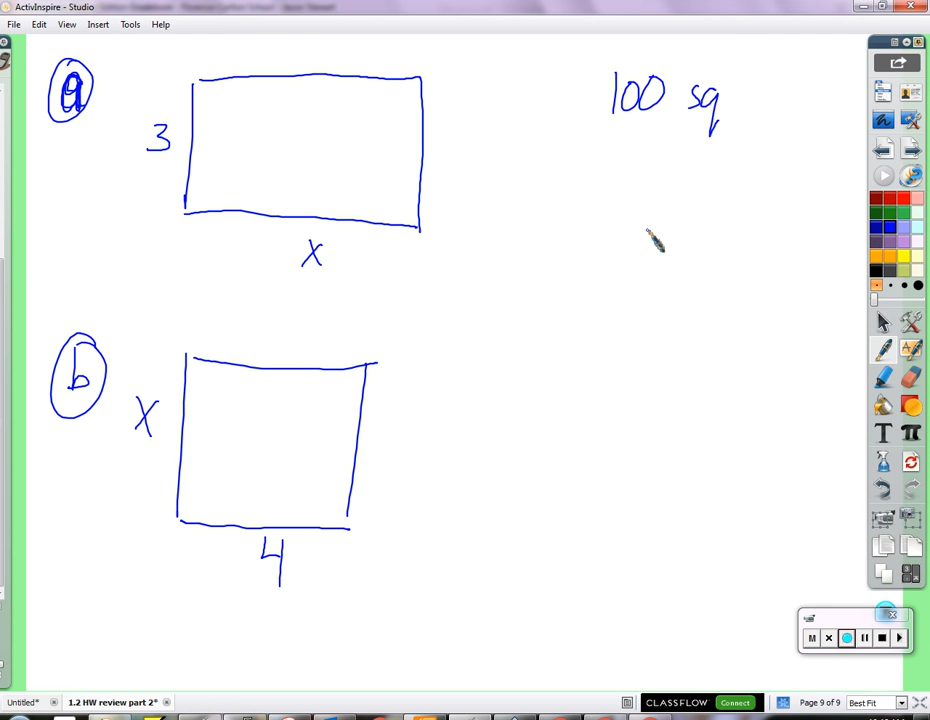 ActivInspire - Studio
File Edit View Insert Tools
a
3
x
100 sq
b
x
4
M
Untitled*
1.2 HW review part 2*
CLASSFLOW Connect
Page 9 of 9
Best Fit